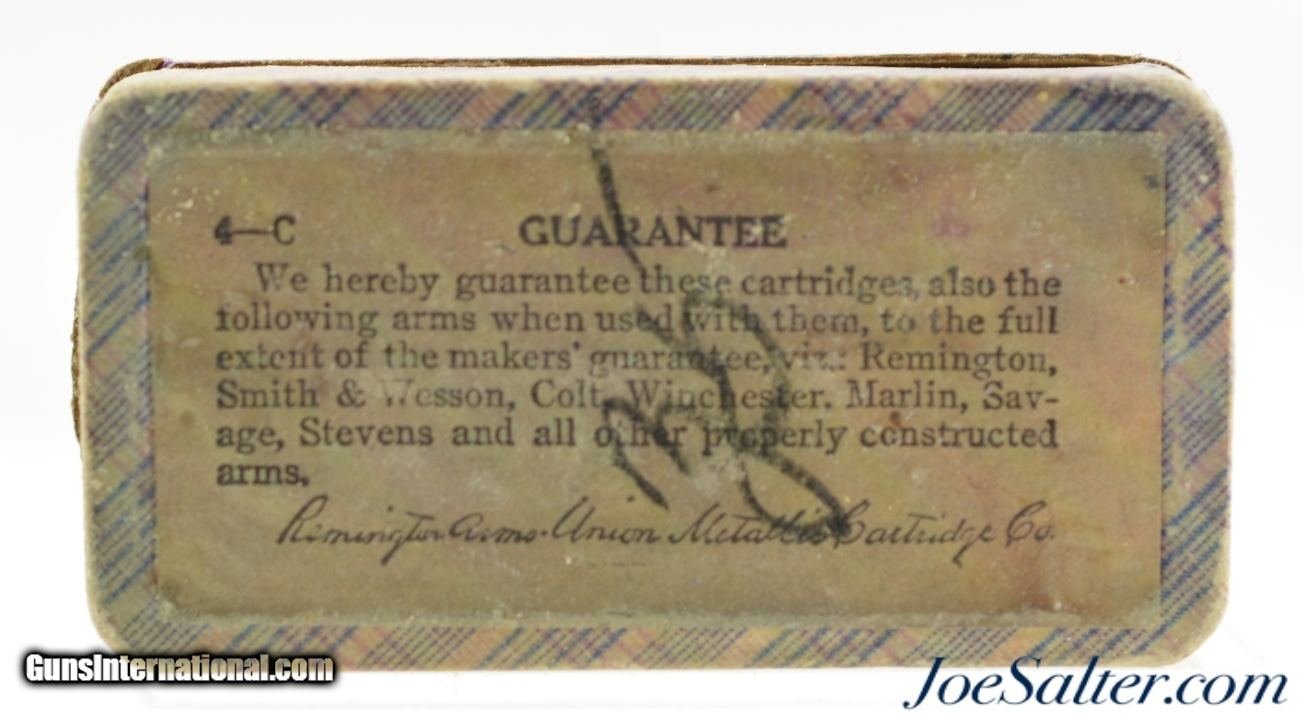 4—C GUARANTEE
We hereby guarantee these cartridges, also the
following arms when used with them, to the full
extent of the makers' guarantee, viz.: Remington,
Smith & Wesson, Colt, Winchester, Marlin, Sav-
age, Stevens and all other properly constructed
arms.
Remington Arms-Union Metallic Cartridge Co.
GunsInternational.com
JoeSalter.com